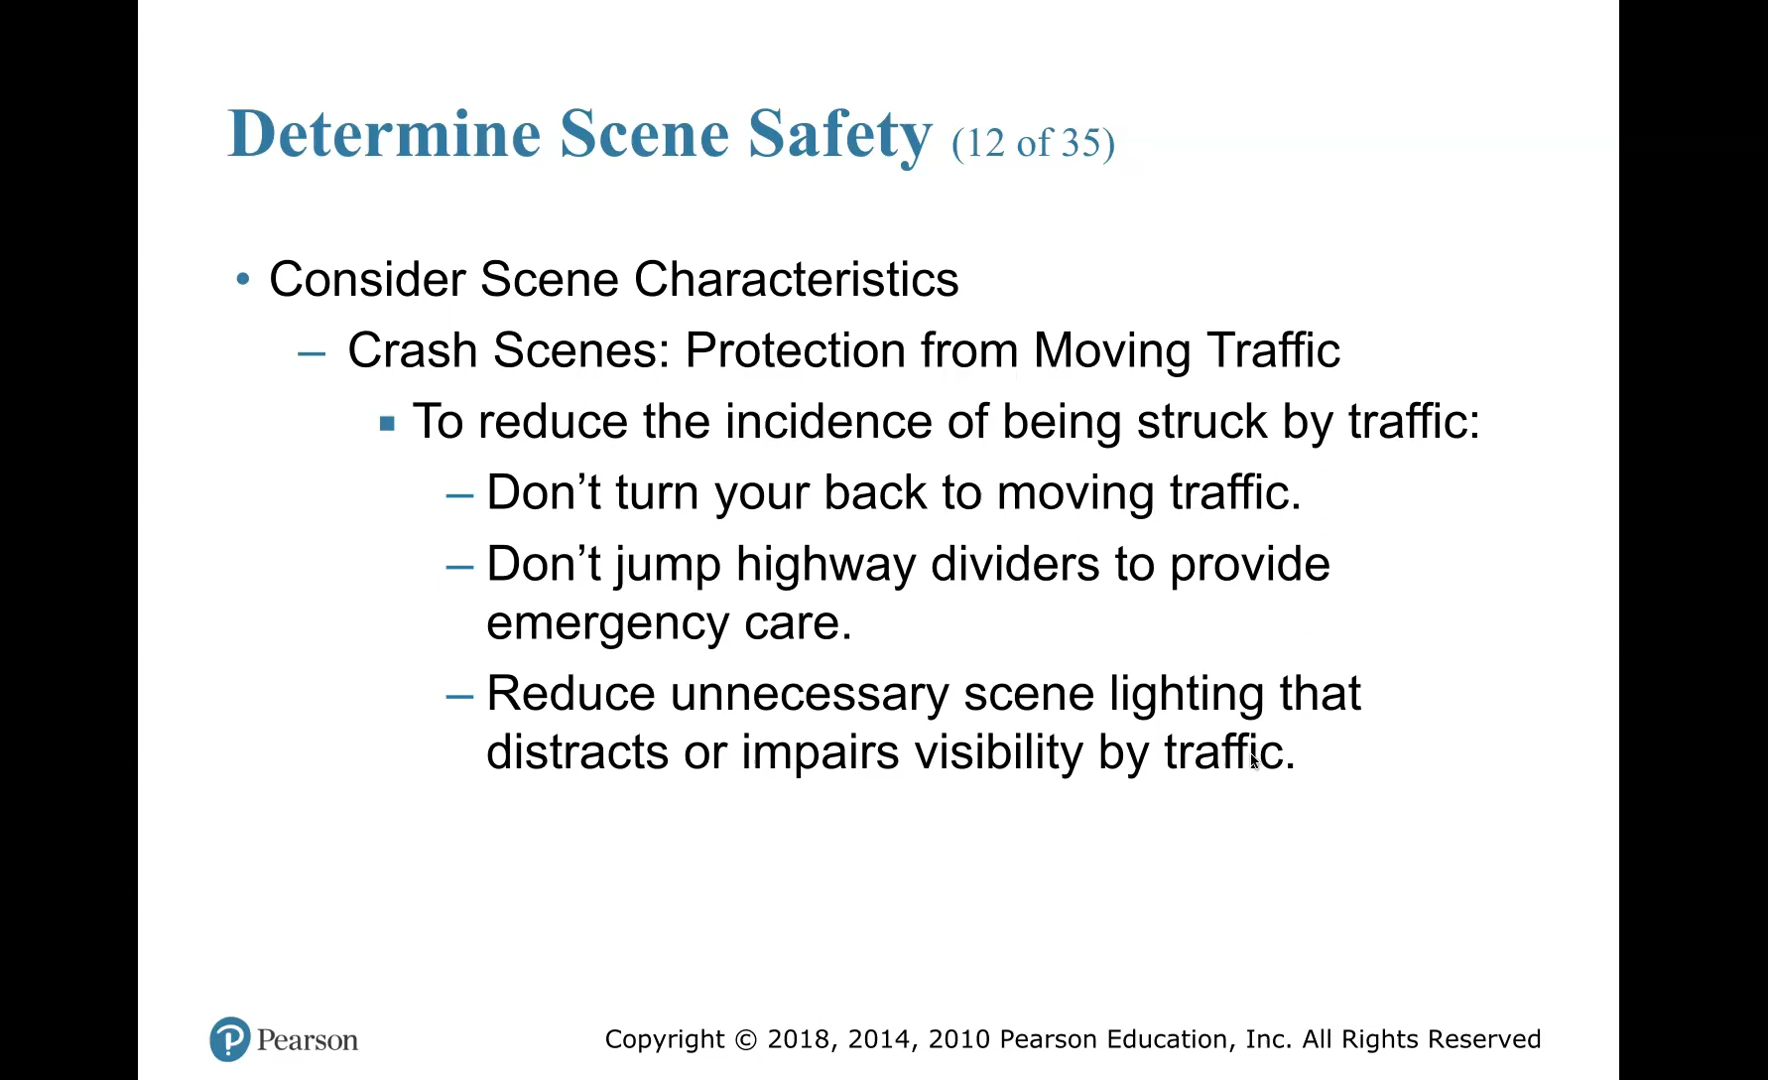 Determine Scene Safety (12 of 35)
• Consider Scene Characteristics
– Crash Scenes: Protection from Moving Traffic
▪ To reduce the incidence of being struck by traffic:
– Don’t turn your back to moving traffic.
– Don’t jump highway dividers to provide
emergency care.
– Reduce unnecessary scene lighting that
distracts or impairs visibility by traffic.
Pearson
Copyright © 2018, 2014, 2010 Pearson Education, Inc. All Rights Reserved